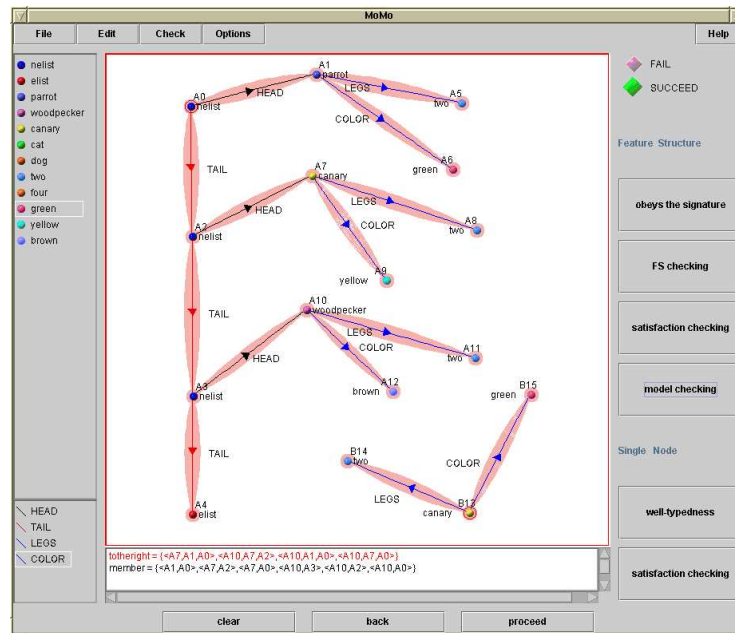 MoMo
File Edit Check Options Help
nelist
elist
parrot
woodpecker
canary
cat
dog
two
four
green
yellow
brown
HEAD
TAIL
LEGS
COLOR
A1
parrot
A0
nelist
HEAD
LEGS
A5
two
COLOR
A6
green
TAIL
A7
canary
LEGS
HEAD
COLOR
A2
nelist
A8
two
A9
yellow
TAIL
A10
woodpecker
LEGS
COLOR
HEAD
A11
two
A3
nelist
A12
brown
B15
green
TAIL
B14
two
COLOR
LEGS
B13
canary
A4
elist
FAIL
SUCCEED
Feature Structure
obeys the signature
FS checking
satisfaction checking
model checking
Single Node
well-typedness
satisfaction checking
totheright = {<A7,A1,A0>,<A10,A7,A2>,<A10,A1,A0>,<A10,A7,A0>}
member = {<A1,A0>,<A7,A2>,<A7,A0>,<A10,A3>,<A10,A2>,<A10,A0>}
clear back proceed